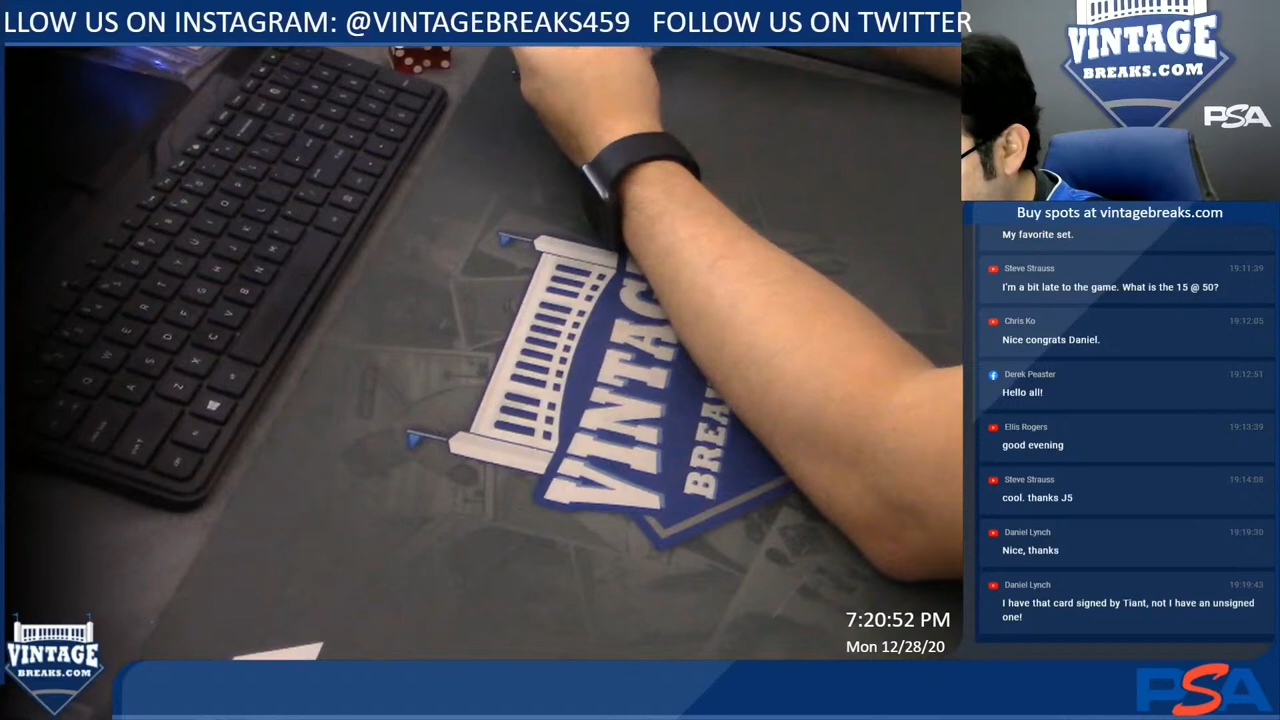 LLOW US ON INSTAGRAM: @VINTAGEBREAKS459 FOLLOW US ON TWITTER
VINTAGE
BREAKS.COM
PSA
Buy spots at vintagebreaks.com
My favorite set.
Steve Strauss 19:11:39
I'm a bit late to the game. What is the 15 @ 50?
Chris Ko 19:12:05
Nice congrats Daniel.
Derek Peaster 19:12:51
Hello all!
Ellis Rogers 19:13:39
good evening
Steve Strauss 19:14:08
cool. thanks J5
Daniel Lynch 19:19:30
Nice, thanks
Daniel Lynch 19:19:43
I have that card signed by Tiant, not I have an unsigned
one!
VINTAG
BREA
7:20:52 PM
Mon 12/28/20
VINTAGE
BREAKS.COM
PSA